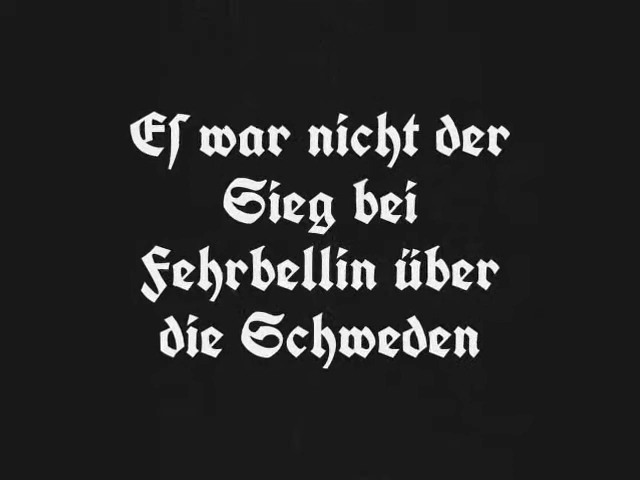 Eſ war nicht der
Sieg bei
Fehrbellin über
die Schweden